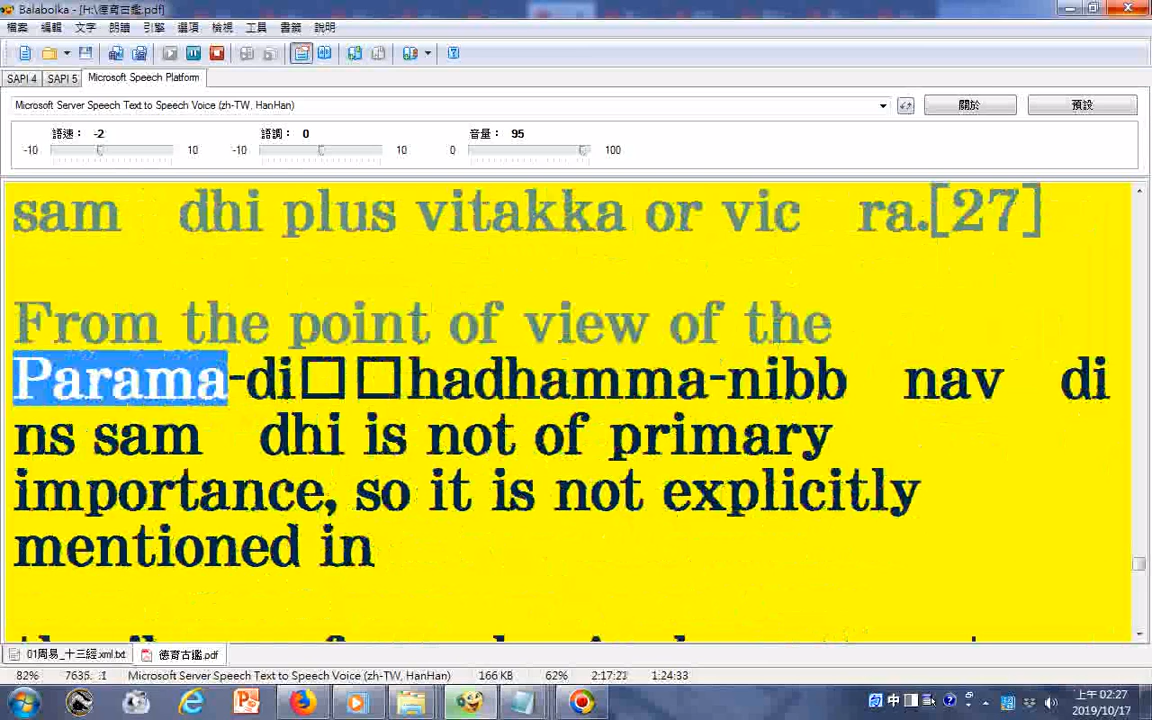 Balabolka - [H:\德育古鑑.pdf]
檔案 編輯 文字 朗讀 引擎 選項 檢視 工具 書籤 說明
SAPI 4 SAPI 5 Microsoft Speech Platform
Microsoft Server Speech Text to Speech Voice (zh-TW, HanHan) 關於 預設
語速： -2 語調： 0 音量： 95
-10 10 -10 10 0 100
sam dhi plus vitakka or vic ra.[27]
From the point of view of the
Parama-di□□hadhamma-nibb nav di
ns sam dhi is not of primary
importance, so it is not explicitly
mentioned in
01周易_十三經.xml.txt 德育古鑑.pdf
82% 7635: :1 Microsoft Server Speech Text to Speech Voice (zh-TW, HanHan) 166 KB 62% 2:17:21 1:24:33
中 上午 02:27
2019/10/17